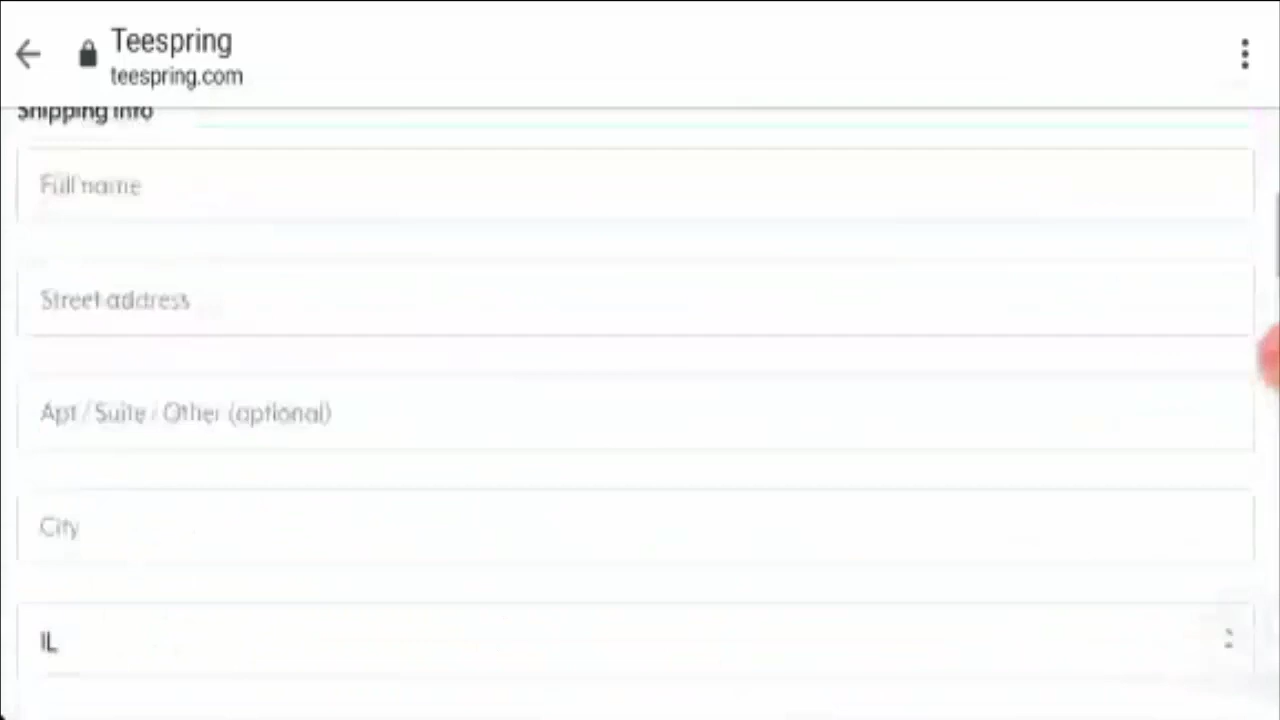 Teespring
teespring.com
Shipping info
Full name
Street address
Apt / Suite / Other (optional)
City
IL